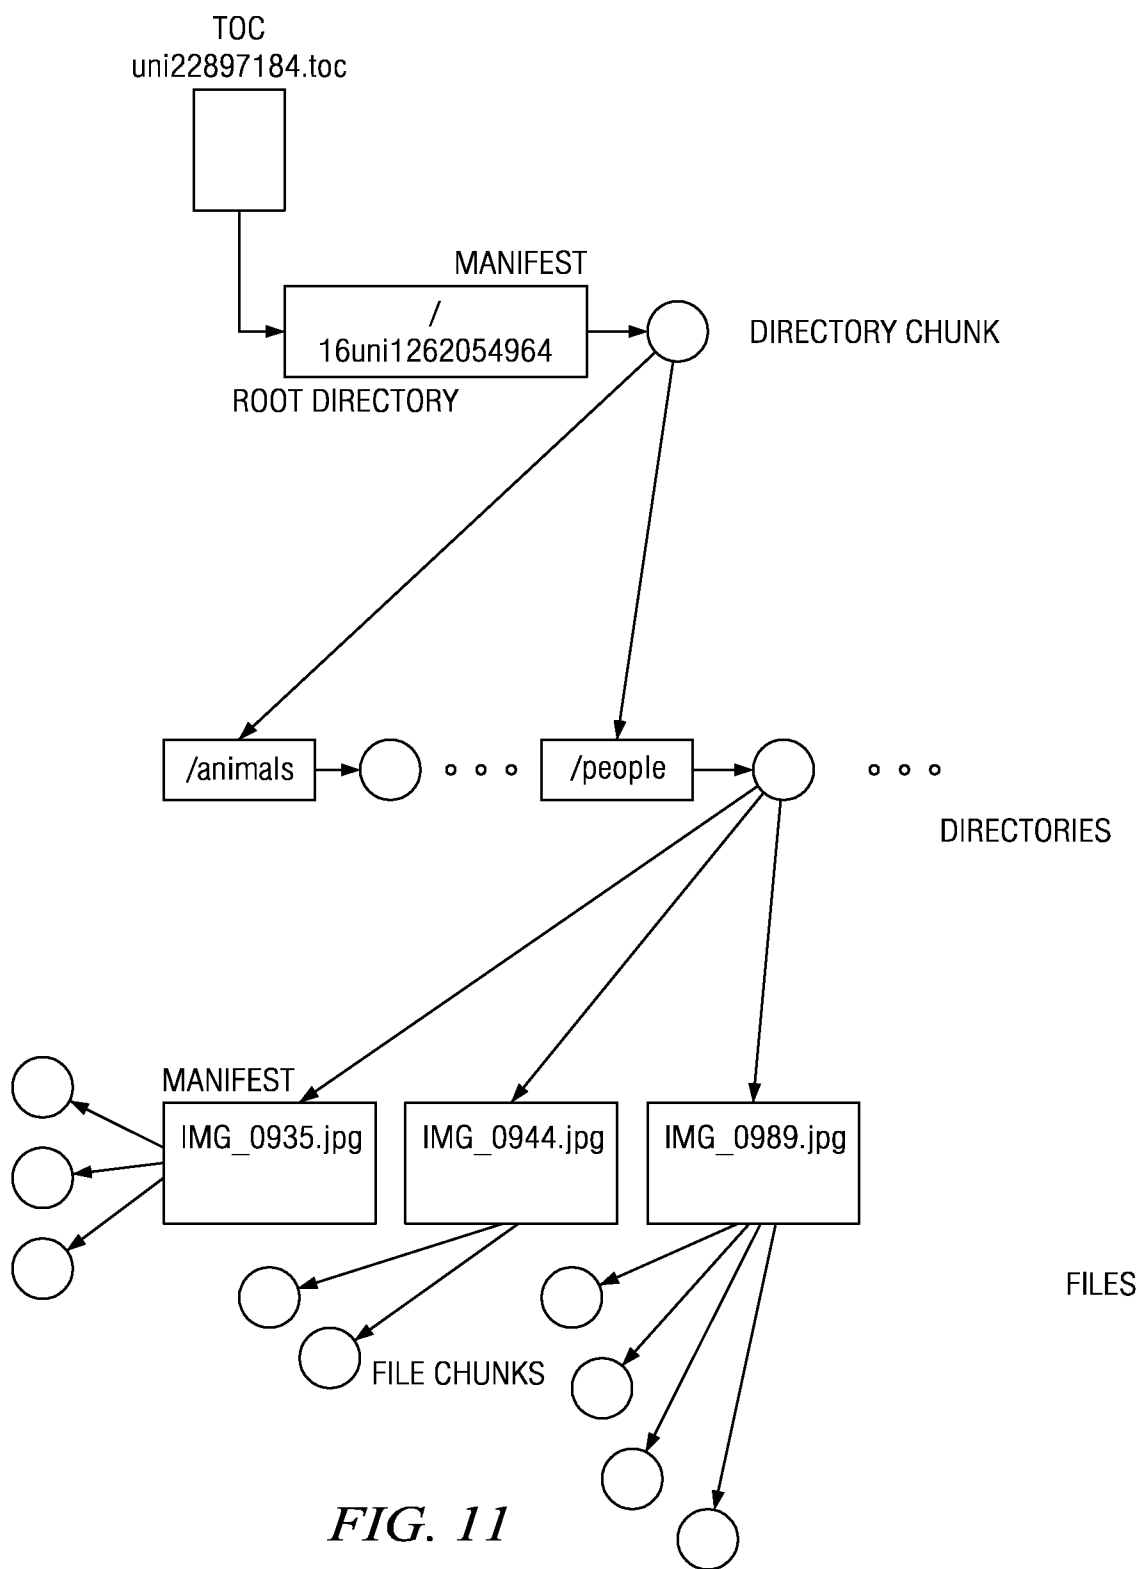 TOC
uni22897184.toc
MANIFEST
/
16uni1262054964
DIRECTORY CHUNK
ROOT DIRECTORY
/animals
/people
DIRECTORIES
MANIFEST
IMG_0935.jpg
IMG_0944.jpg
IMG_0989.jpg
FILES
FILE CHUNKS
FIG. 11